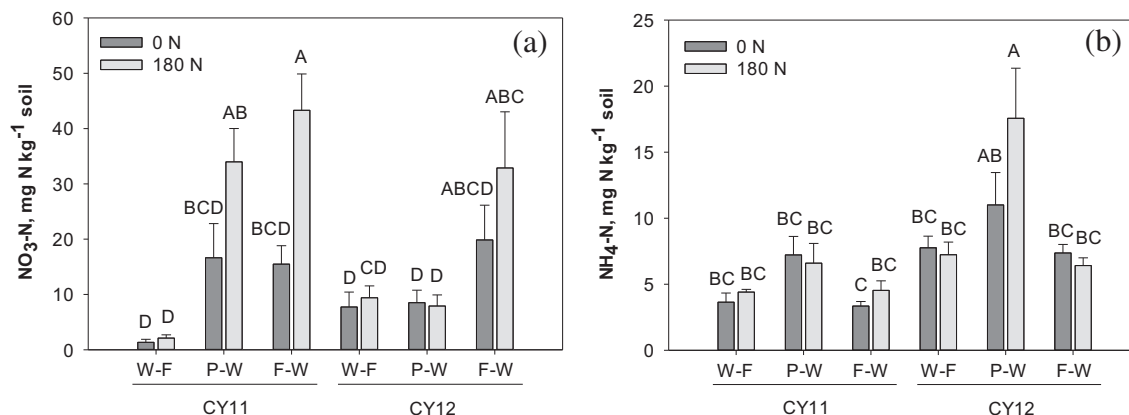 60
50
40
30
20
10
0
NO3-N, mg N kg-1 soil
0 N
180 N
(a)
D D
BCD AB
BCD A
D CD
D D
ABCD ABC
W-F P-W F-W W-F P-W F-W
CY11 CY12
25
20
15
10
5
0
NH4-N, mg N kg-1 soil
0 N
180 N
(b)
BC BC
BC BC
C BC
BC BC
AB A
BC BC
W-F P-W F-W W-F P-W F-W
CY11 CY12